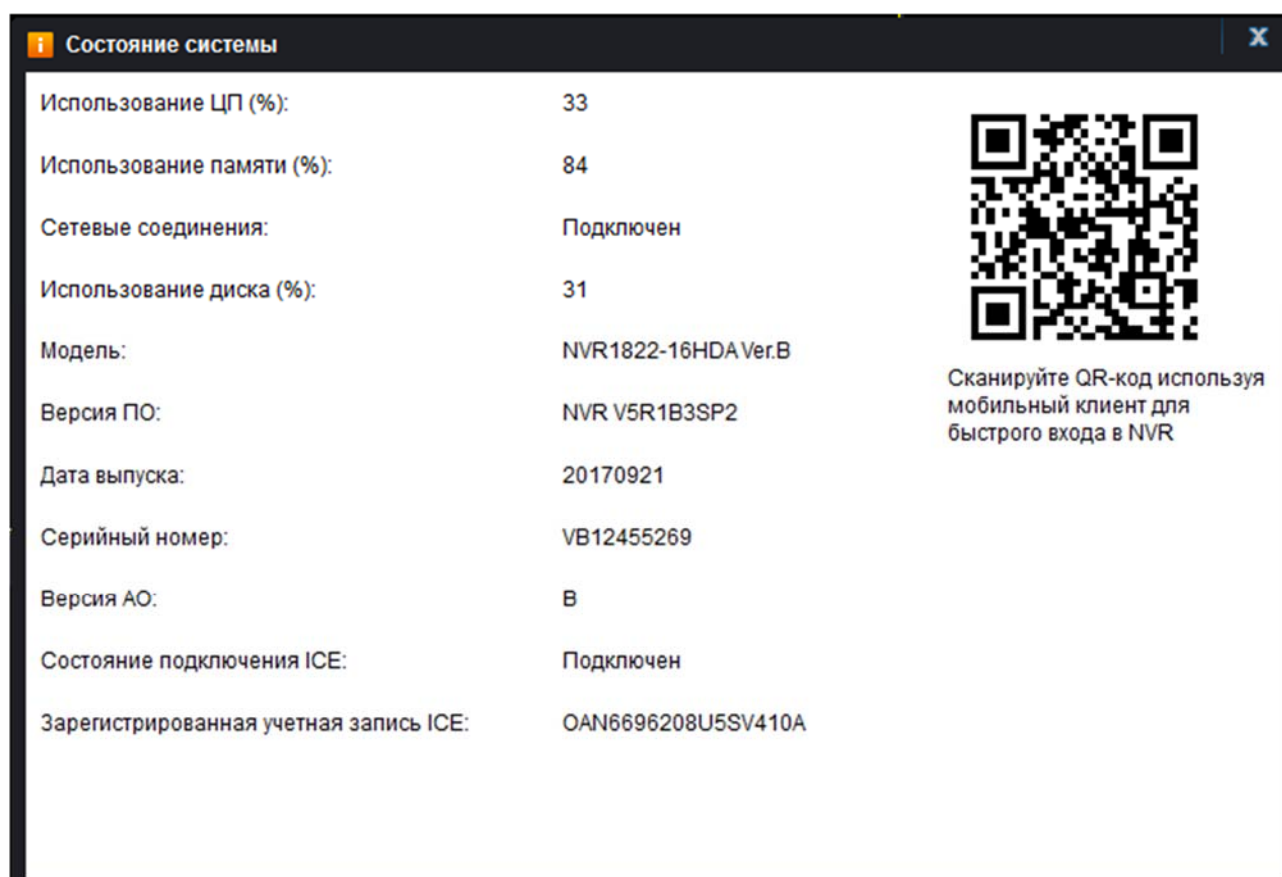 Состояние системы
X
Использование ЦП (%): 33
Использование памяти (%): 84
Сетевые соединения: Подключен
Использование диска (%): 31
Модель: NVR1822-16HDA Ver.B
Версия ПО: NVR V5R1B3SP2
Дата выпуска: 20170921
Серийный номер: VB12455269
Версия АО: B
Состояние подключения ICE: Подключен
Зарегистрированная учетная запись ICE: OAN6696208U5SV410A
Сканируйте QR-код используя
мобильный клиент для
быстрого входа в NVR